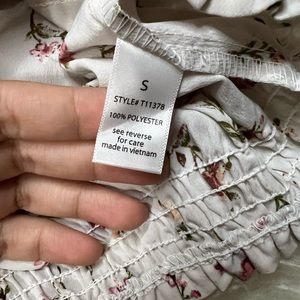 S
STYLE# T11378
100% POLYESTER
see reverse
for care
made in vietnam